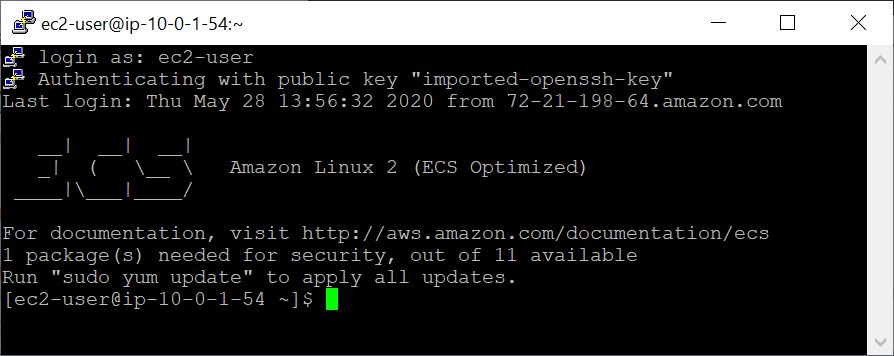 ec2-user@ip-10-0-1-54:~
login as: ec2-user
Authenticating with public key "imported-openssh-key"
Last login: Thu May 28 13:56:32 2020 from 72-21-198-64.amazon.com
   __|  __|  __|
   _|  (   \__ \   Amazon Linux 2 (ECS Optimized)
 ____|\___|____/
For documentation, visit http://aws.amazon.com/documentation/ecs
1 package(s) needed for security, out of 11 available
Run "sudo yum update" to apply all updates.
[ec2-user@ip-10-0-1-54 ~]$